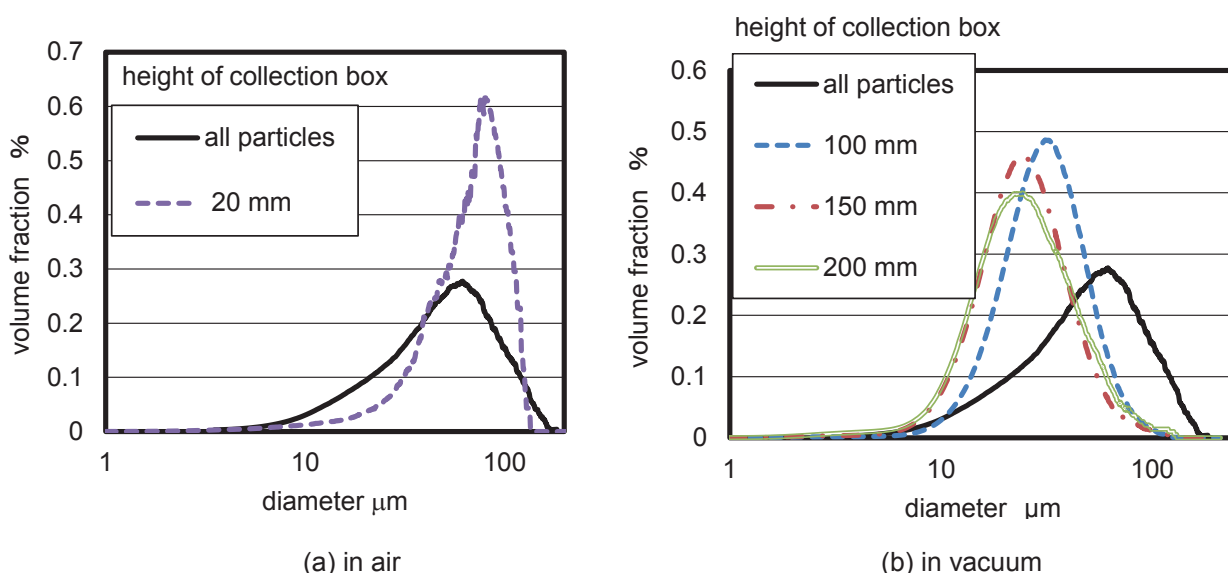 0.7
0.6
0.5
0.4
0.3
0.2
0.1
0
volume fraction %
height of collection box
all particles
20 mm
1
10
100
diameter μm
(a) in air
height of collection box
0.6
0.5
0.4
0.3
0.2
0.1
0
volume fraction %
all particles
100 mm
150 mm
200 mm
1
10
100
diameter μm
(b) in vacuum